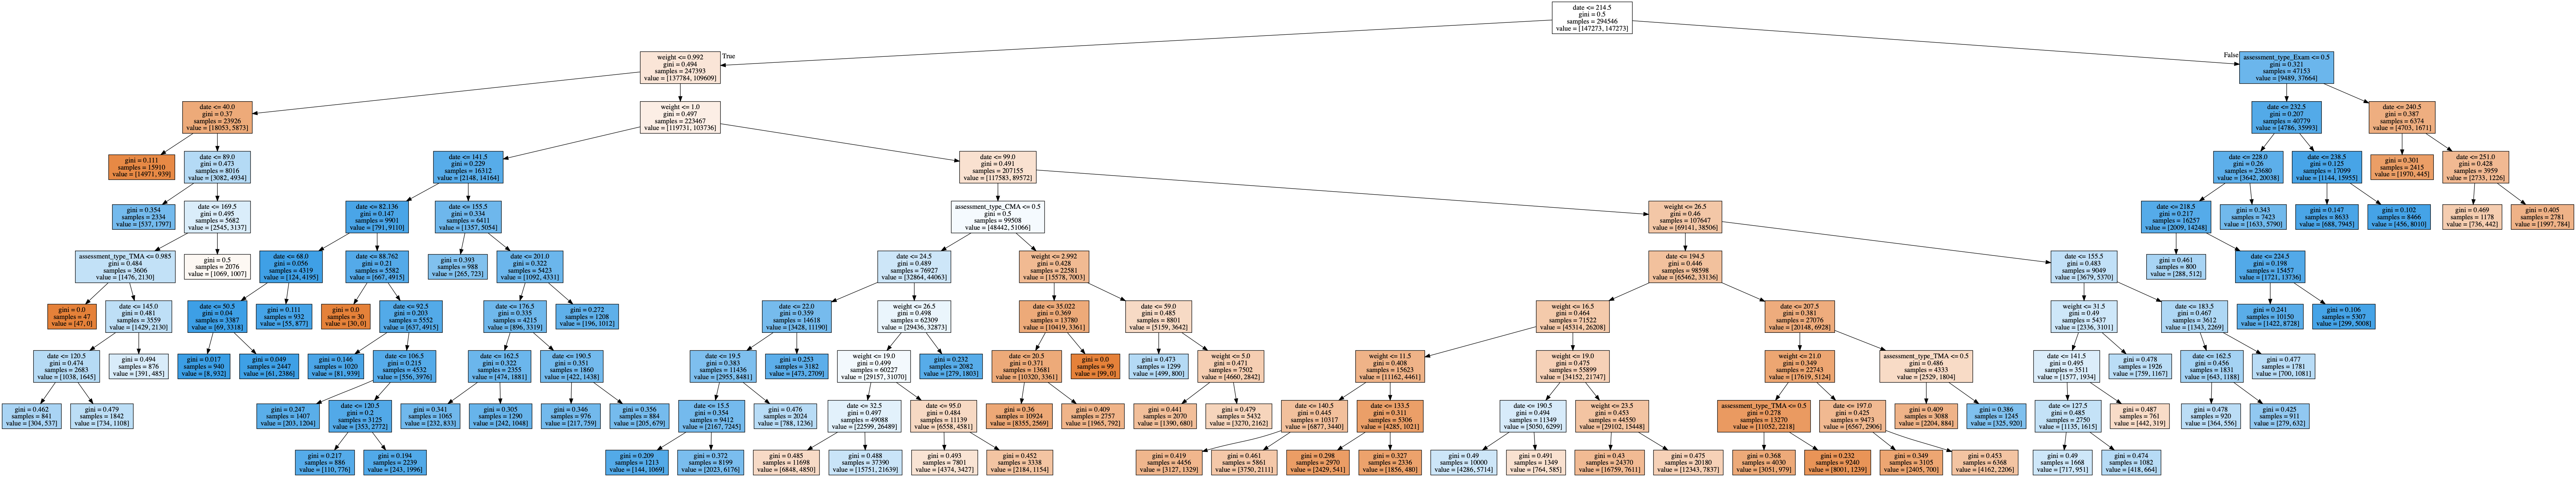 date <= 214.5
gini = 0.5
samples = 294546
value = [147273, 147273]
True
False
weight <= 0.992
gini = 0.494
samples = 247393
value = [137784, 109609]
assessment_type_Exam <= 0.5
gini = 0.321
samples = 47153
value = [9489, 37664]
date <= 40.0
gini = 0.37
samples = 23926
value = [18053, 5873]
weight <= 1.0
gini = 0.497
samples = 223467
value = [119731, 103736]
date <= 232.5
gini = 0.207
samples = 40779
value = [4786, 35993]
date <= 240.5
gini = 0.387
samples = 6374
value = [4703, 1671]
gini = 0.111
samples = 15910
value = [14971, 939]
date <= 89.0
gini = 0.473
samples = 8016
value = [3082, 4934]
date <= 141.5
gini = 0.229
samples = 16312
value = [2148, 14164]
date <= 99.0
gini = 0.491
samples = 207155
value = [117583, 89572]
date <= 228.0
gini = 0.26
samples = 23680
value = [3642, 20038]
date <= 238.5
gini = 0.125
samples = 17099
value = [1144, 15955]
gini = 0.301
samples = 2415
value = [1970, 445]
date <= 251.0
gini = 0.428
samples = 3959
value = [2733, 1226]
gini = 0.354
samples = 2334
value = [537, 1797]
date <= 169.5
gini = 0.495
samples = 5682
value = [2545, 3137]
date <= 82.136
gini = 0.147
samples = 9901
value = [791, 9110]
date <= 155.5
gini = 0.334
samples = 6411
value = [1357, 5054]
assessment_type_CMA <= 0.5
gini = 0.5
samples = 99508
value = [48442, 51066]
weight <= 26.5
gini = 0.46
samples = 107647
value = [69141, 38506]
date <= 218.5
gini = 0.217
samples = 16257
value = [2009, 14248]
gini = 0.343
samples = 7423
value = [1633, 5790]
gini = 0.147
samples = 8633
value = [688, 7945]
gini = 0.102
samples = 8466
value = [456, 8010]
gini = 0.469
samples = 1178
value = [736, 442]
gini = 0.405
samples = 2781
value = [1997, 784]
assessment_type_TMA <= 0.985
gini = 0.484
samples = 3606
value = [1476, 2130]
gini = 0.5
samples = 2076
value = [1069, 1007]
date <= 68.0
gini = 0.056
samples = 4319
value = [124, 4195]
date <= 88.762
gini = 0.21
samples = 5582
value = [667, 4915]
gini = 0.393
samples = 988
value = [265, 723]
date <= 201.0
gini = 0.322
samples = 5423
value = [1092, 4331]
date <= 24.5
gini = 0.489
samples = 76927
value = [32864, 44063]
weight <= 2.992
gini = 0.428
samples = 22581
value = [15578, 7003]
date <= 194.5
gini = 0.446
samples = 98598
value = [65462, 33136]
date <= 155.5
gini = 0.483
samples = 9049
value = [3679, 5370]
gini = 0.461
samples = 800
value = [288, 512]
date <= 224.5
gini = 0.198
samples = 15457
value = [1721, 13736]
gini = 0.0
samples = 47
value = [47, 0]
date <= 145.0
gini = 0.481
samples = 3559
value = [1429, 2130]
date <= 50.5
gini = 0.04
samples = 3387
value = [69, 3318]
gini = 0.111
samples = 932
value = [55, 877]
gini = 0.0
samples = 30
value = [30, 0]
date <= 92.5
gini = 0.203
samples = 5552
value = [637, 4915]
date <= 176.5
gini = 0.335
samples = 4215
value = [896, 3319]
gini = 0.272
samples = 1208
value = [196, 1012]
date <= 22.0
gini = 0.359
samples = 14618
value = [3428, 11190]
weight <= 26.5
gini = 0.498
samples = 62309
value = [29436, 32873]
date <= 35.022
gini = 0.369
samples = 13780
value = [10419, 3361]
date <= 59.0
gini = 0.485
samples = 8801
value = [5159, 3642]
weight <= 16.5
gini = 0.464
samples = 71522
value = [45314, 26208]
date <= 207.5
gini = 0.381
samples = 27076
value = [20148, 6928]
weight <= 31.5
gini = 0.49
samples = 5437
value = [2336, 3101]
date <= 183.5
gini = 0.467
samples = 3612
value = [1343, 2269]
gini = 0.241
samples = 10150
value = [1422, 8728]
gini = 0.106
samples = 5307
value = [299, 5008]
date <= 120.5
gini = 0.474
samples = 2683
value = [1038, 1645]
gini = 0.494
samples = 876
value = [391, 485]
gini = 0.017
samples = 940
value = [8, 932]
gini = 0.049
samples = 2447
value = [61, 2386]
gini = 0.146
samples = 1020
value = [81, 939]
date <= 106.5
gini = 0.215
samples = 4532
value = [556, 3976]
date <= 162.5
gini = 0.322
samples = 2355
value = [474, 1881]
date <= 190.5
gini = 0.351
samples = 1860
value = [422, 1438]
date <= 19.5
gini = 0.383
samples = 11436
value = [2955, 8481]
gini = 0.253
samples = 3182
value = [473, 2709]
weight <= 19.0
gini = 0.499
samples = 60227
value = [29157, 31070]
gini = 0.232
samples = 2082
value = [279, 1803]
date <= 20.5
gini = 0.371
samples = 13681
value = [10320, 3361]
gini = 0.0
samples = 99
value = [99, 0]
gini = 0.473
samples = 1299
value = [499, 800]
weight <= 5.0
gini = 0.471
samples = 7502
value = [4660, 2842]
weight <= 11.5
gini = 0.408
samples = 15623
value = [11162, 4461]
weight <= 19.0
gini = 0.475
samples = 55899
value = [34152, 21747]
weight <= 21.0
gini = 0.349
samples = 22743
value = [17619, 5124]
assessment_type_TMA <= 0.5
gini = 0.486
samples = 4333
value = [2529, 1804]
date <= 141.5
gini = 0.495
samples = 3511
value = [1577, 1934]
gini = 0.478
samples = 1926
value = [759, 1167]
date <= 162.5
gini = 0.456
samples = 1831
value = [643, 1188]
gini = 0.477
samples = 1781
value = [700, 1081]
gini = 0.462
samples = 841
value = [304, 537]
gini = 0.479
samples = 1842
value = [734, 1108]
gini = 0.247
samples = 1407
value = [203, 1204]
date <= 120.5
gini = 0.2
samples = 3125
value = [353, 2772]
gini = 0.341
samples = 1065
value = [232, 833]
gini = 0.305
samples = 1290
value = [242, 1048]
gini = 0.346
samples = 976
value = [217, 759]
gini = 0.356
samples = 884
value = [205, 679]
date <= 15.5
gini = 0.354
samples = 9412
value = [2167, 7245]
gini = 0.476
samples = 2024
value = [788, 1236]
weight <= 32.5
gini = 0.497
samples = 49088
value = [22599, 26489]
date <= 95.0
gini = 0.484
samples = 11139
value = [6558, 4581]
gini = 0.36
samples = 10924
value = [8355, 2569]
gini = 0.409
samples = 2757
value = [1965, 792]
gini = 0.441
samples = 2070
value = [1390, 680]
gini = 0.479
samples = 5432
value = [3270, 2162]
date <= 140.5
gini = 0.445
samples = 10317
value = [6877, 3440]
date <= 133.5
gini = 0.311
samples = 5306
value = [4285, 1021]
date <= 190.5
gini = 0.494
samples = 11349
value = [5050, 6299]
weight <= 23.5
gini = 0.453
samples = 44550
value = [29102, 15448]
assessment_type_TMA <= 0.5
gini = 0.278
samples = 13270
value = [11052, 2218]
date <= 197.0
gini = 0.425
samples = 9473
value = [6567, 2906]
gini = 0.409
samples = 3088
value = [2204, 884]
gini = 0.386
samples = 1245
value = [325, 920]
date <= 127.5
gini = 0.485
samples = 2750
value = [1135, 1615]
gini = 0.487
samples = 761
value = [442, 319]
gini = 0.478
samples = 920
value = [364, 556]
gini = 0.425
samples = 911
value = [279, 632]
gini = 0.217
samples = 886
value = [110, 776]
gini = 0.194
samples = 2239
value = [243, 1996]
gini = 0.209
samples = 1213
value = [144, 1069]
gini = 0.372
samples = 8199
value = [2023, 6176]
gini = 0.485
samples = 11698
value = [6848, 4850]
gini = 0.488
samples = 37390
value = [15751, 21639]
gini = 0.493
samples = 7801
value = [4374, 3427]
gini = 0.452
samples = 3338
value = [2184, 1154]
gini = 0.419
samples = 4456
value = [3127, 1329]
gini = 0.461
samples = 5861
value = [3750, 2111]
gini = 0.298
samples = 2970
value = [2429, 541]
gini = 0.327
samples = 2336
value = [1856, 480]
gini = 0.49
samples = 10000
value = [4286, 5714]
gini = 0.491
samples = 1349
value = [764, 585]
gini = 0.43
samples = 24370
value = [16759, 7611]
gini = 0.475
samples = 20180
value = [12343, 7837]
gini = 0.368
samples = 4030
value = [3051, 979]
gini = 0.232
samples = 9240
value = [8001, 1239]
gini = 0.349
samples = 3105
value = [2405, 700]
gini = 0.453
samples = 6368
value = [4162, 2206]
gini = 0.49
samples = 1668
value = [717, 951]
gini = 0.474
samples = 1082
value = [418, 664]